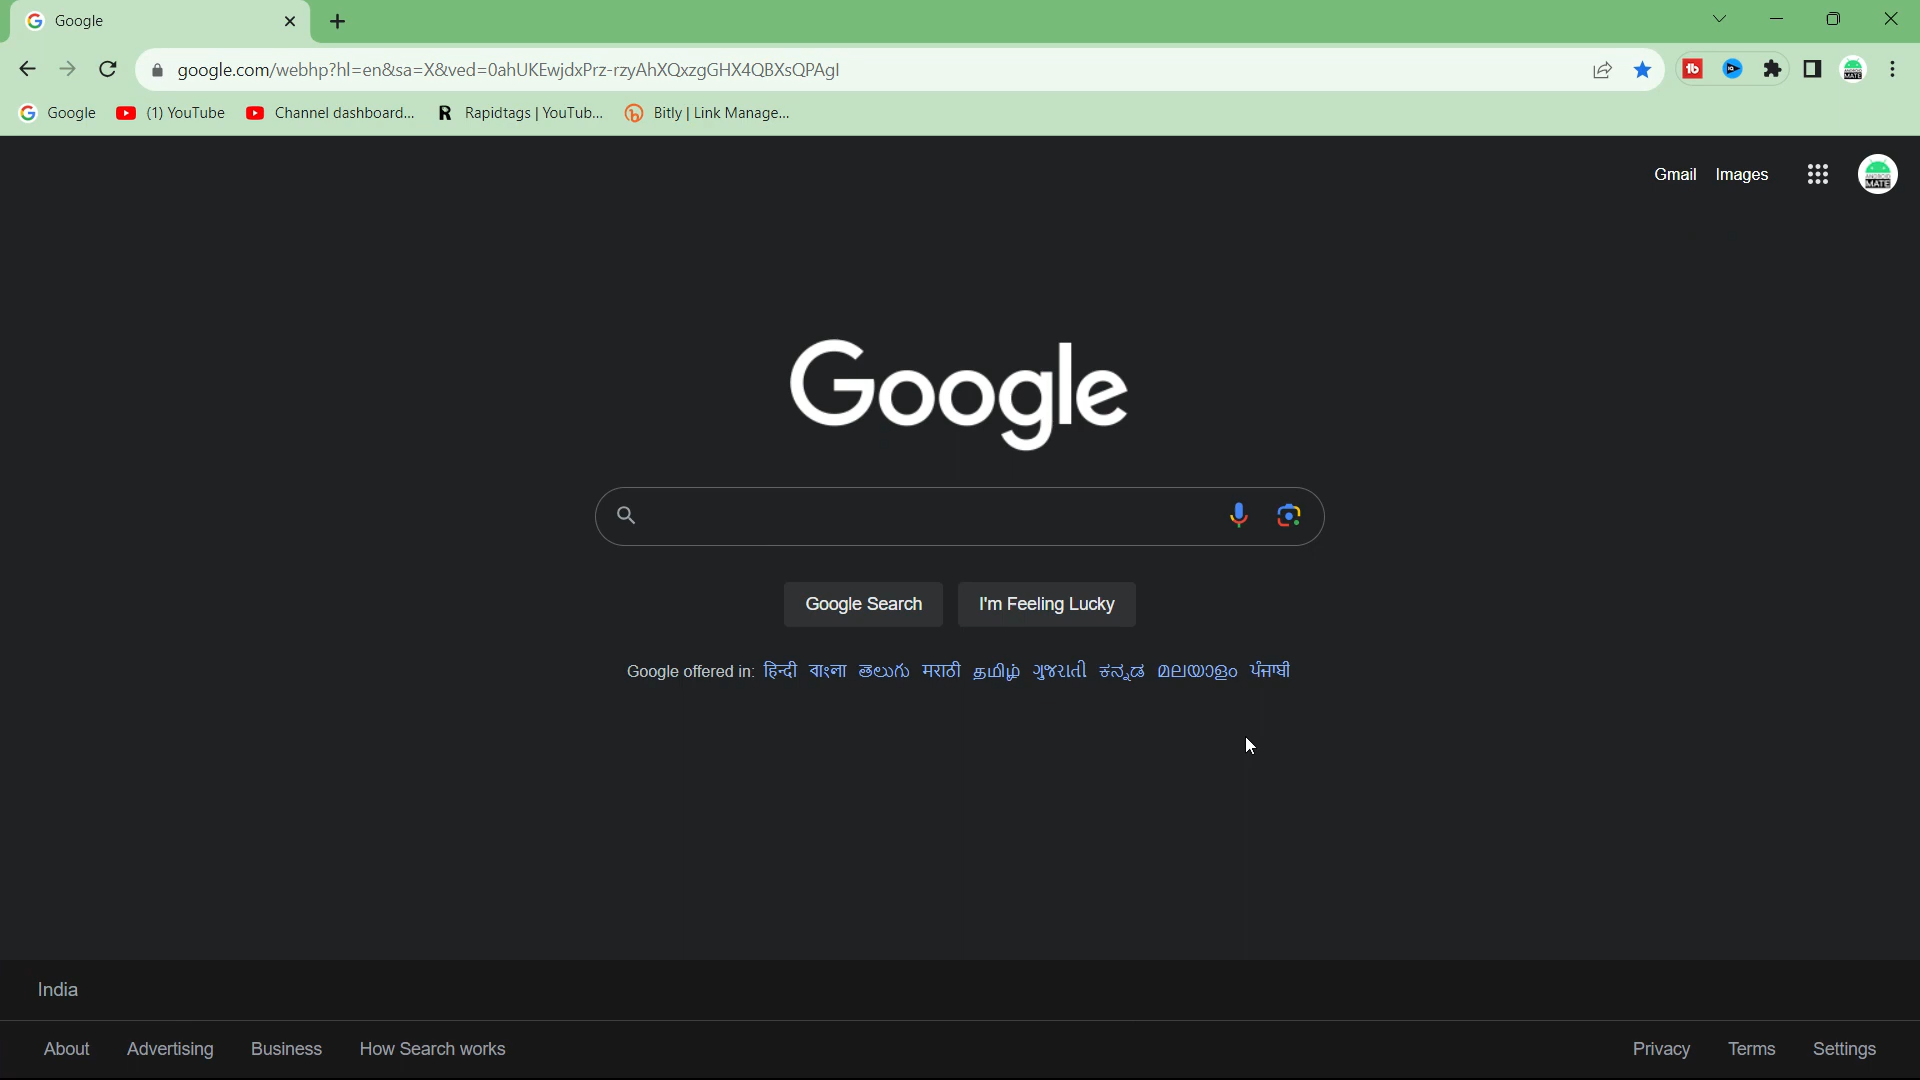 Google
google.com/webhp?hl=en&sa=X&ved=0ahUKEwjdxPrz-rzyAhXQxzgGHX4QBXsQPAgI
Google (1) YouTube Channel dashboard... Rapidtags | YouTub... Bitly | Link Manage...
Gmail Images
Google
Google Search I'm Feeling Lucky
Google offered in: हिन्दी বাংলা తెలుగు मराठी தமிழ் ગુજરાતી ಕನ್ನಡ മലയാളം ਪੰਜਾਬੀ
India
About Advertising Business How Search works Privacy Terms Settings